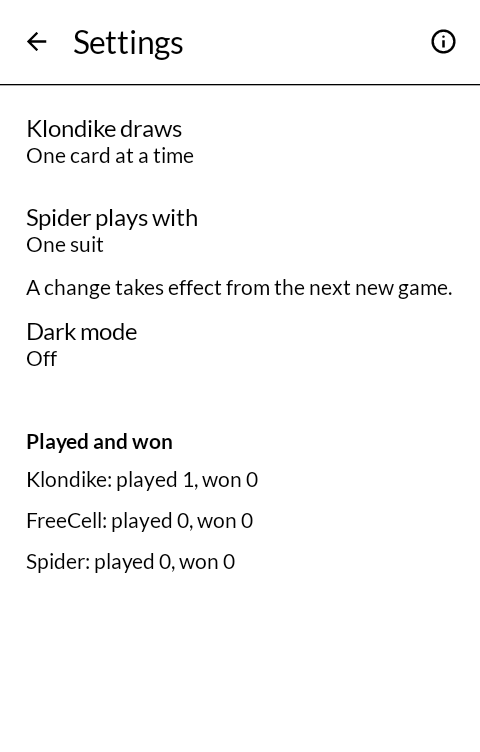 Settings
Klondike draws
One card at a time
Spider plays with
One suit
A change takes effect from the next new game.
Dark mode
Off
Played and won
Klondike: played 1, won 0
FreeCell: played 0, won 0
Spider: played 0, won 0